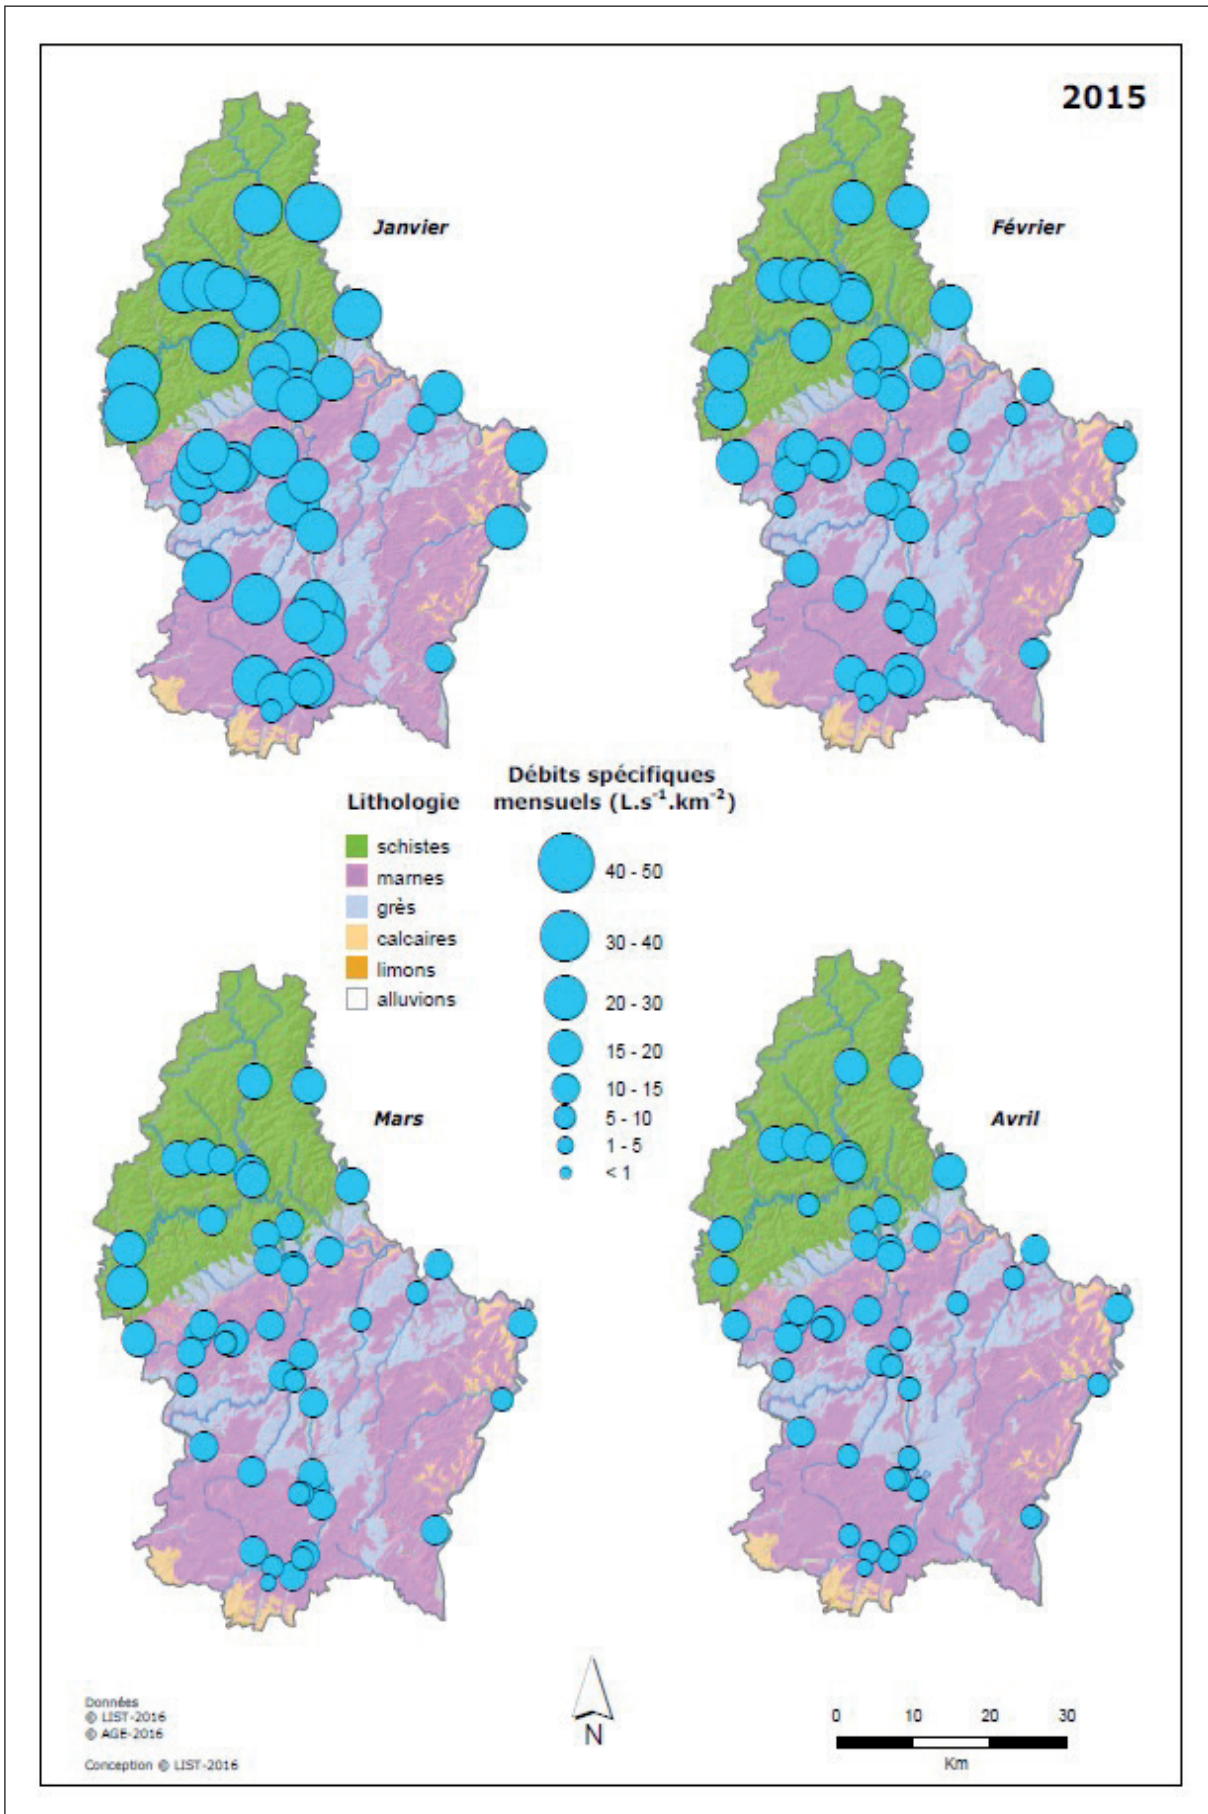 2015
Janvier
Février
Lithologie
schistes
marnes
grès
calcaires
limons
alluvions
Débits spécifiques
mensuels (L.s⁻¹.km⁻²)
40 - 50
30 - 40
20 - 30
15 - 20
10 - 15
5 - 10
1 - 5
< 1
Mars
Avril
Données
© LIST-2016
© AGE-2016
Conception © LIST-2016
N
0 10 20 30
Km